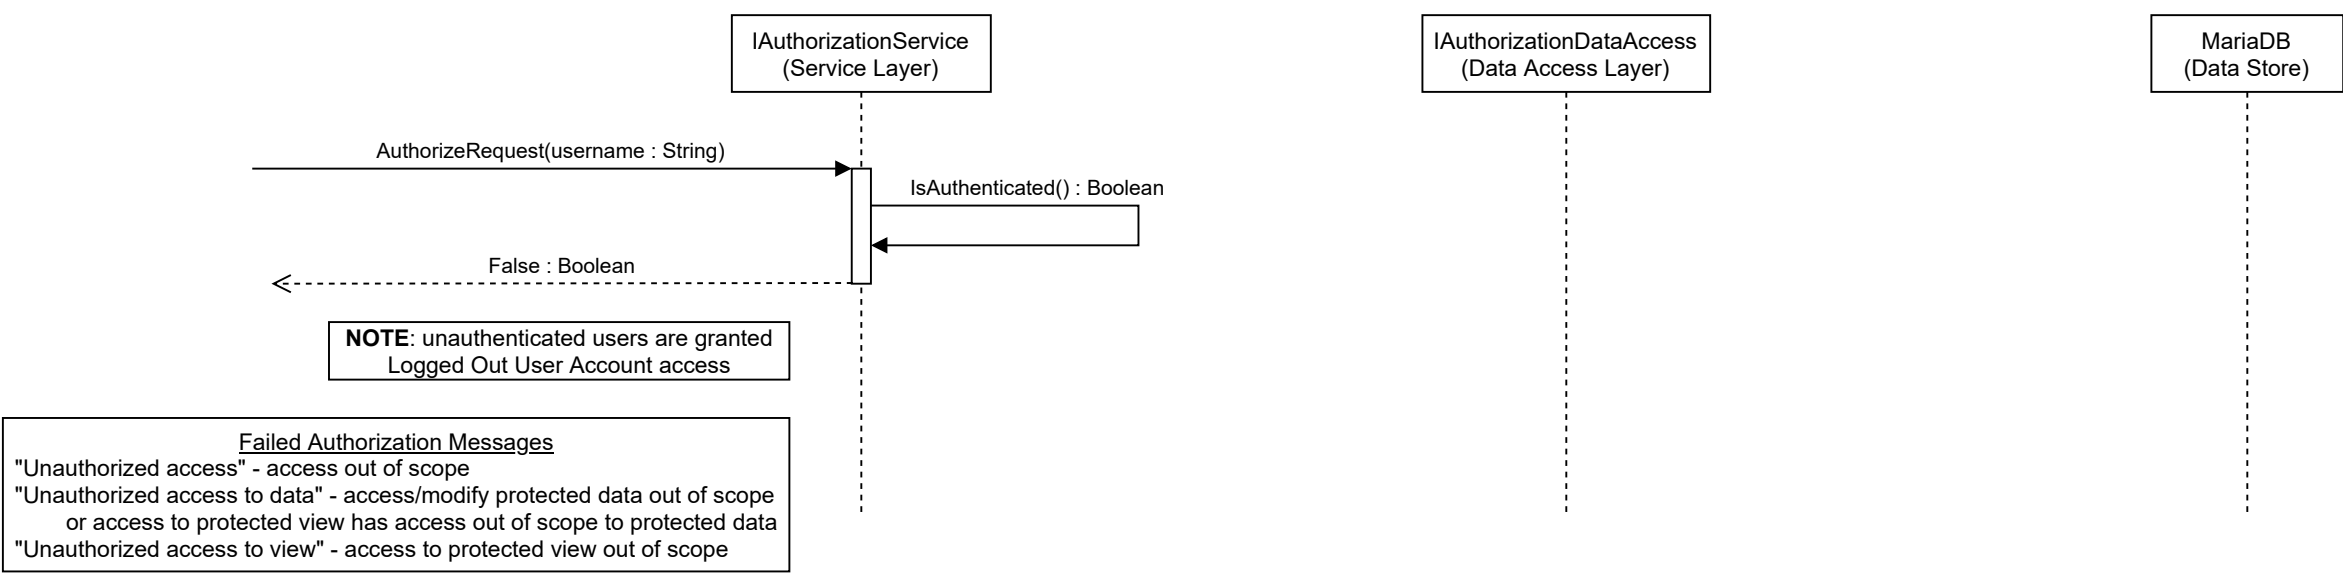 IAuthorizationService
(Service Layer)
IAuthorizationDataAccess
(Data Access Layer)
MariaDB
(Data Store)
AuthorizeRequest(username : String)
IsAuthenticated() : Boolean
False : Boolean
NOTE: unauthenticated users are granted
Logged Out User Account access
Failed Authorization Messages
"Unauthorized access" - access out of scope
"Unauthorized access to data" - access/modify protected data out of scope
or access to protected view has access out of scope to protected data
"Unauthorized access to view" - access to protected view out of scope